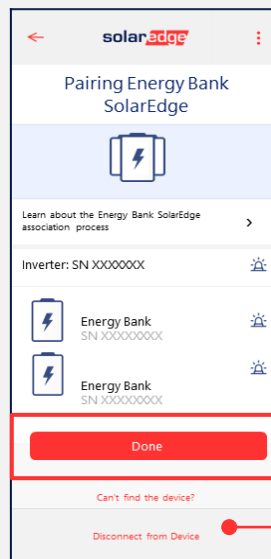 solaredge
Pairing Energy Bank
SolarEdge
Learn about the Energy Bank SolarEdge
association process
Inverter: SN XXXXXXX
Energy Bank
SN XXXXXXXX
Energy Bank
SN XXXXXXXX
Done
Can't find the device?
Disconnect from Device